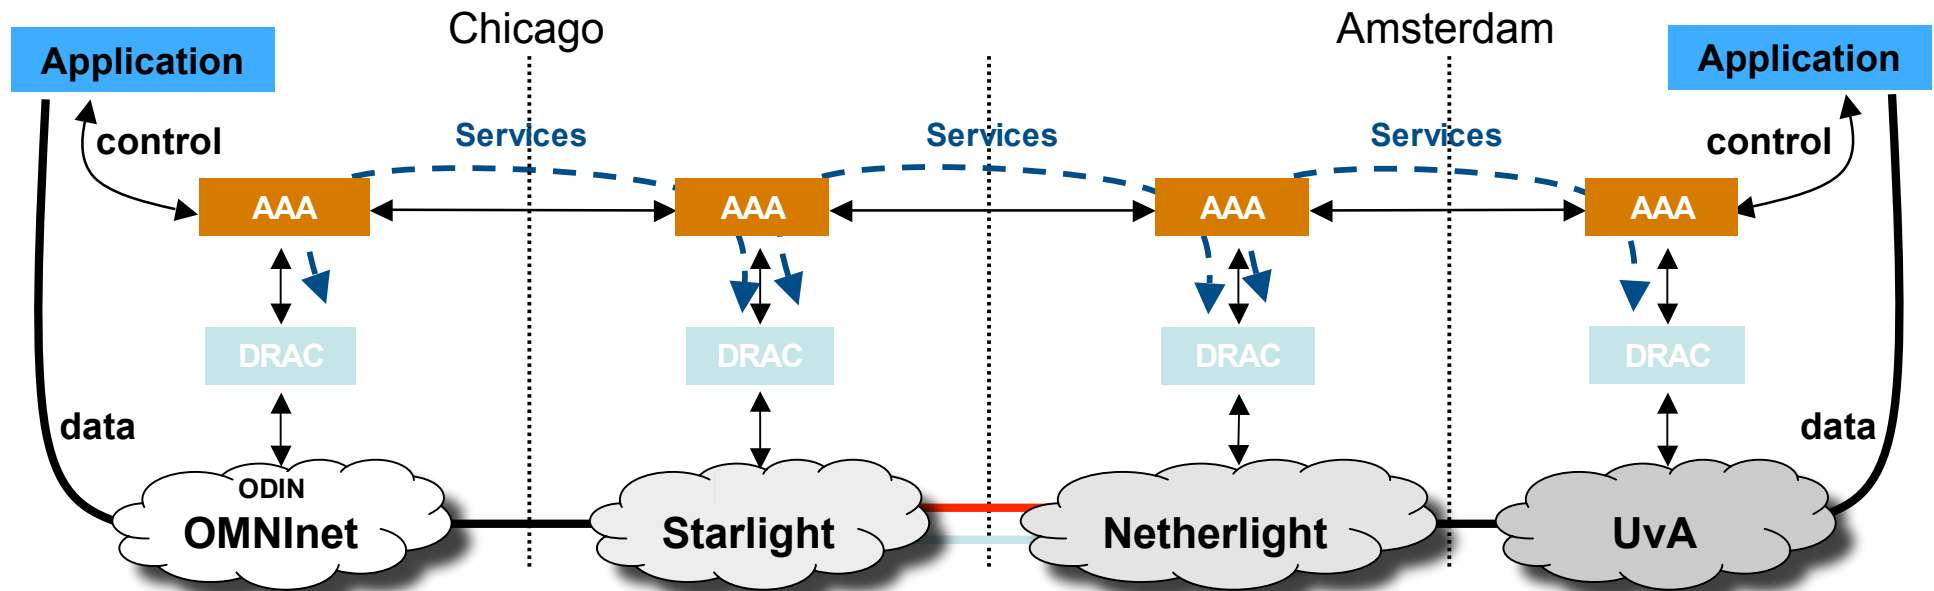 Chicago
Amsterdam
Application
Application
control
Services
Services
Services
control
AAA
AAA
AAA
AAA
DRAC
DRAC
DRAC
DRAC
data
data
ODIN
OMNInet
Starlight
Netherlight
UvA